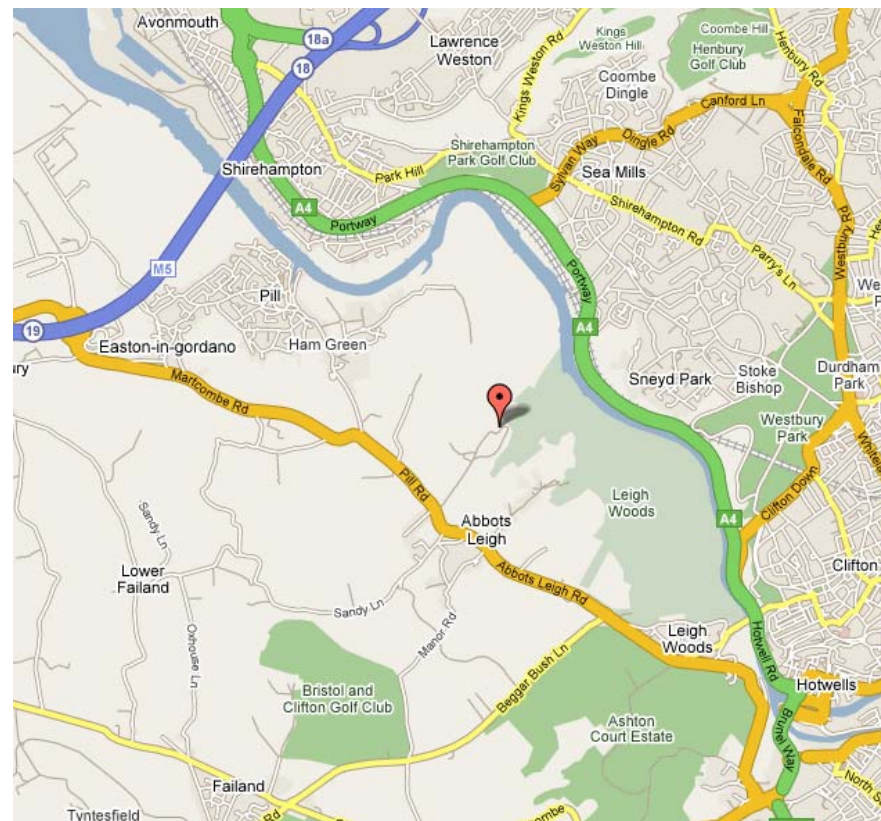 Avonmouth
18a
18
Lawrence
Weston
Kings
Weston Hill
Kings Weston Rd
Coombe Hill
Henbury
Golf Club
Henbury Rd
Coombe
Dingle
Canford Ln
Falcondale Rd
Dingle Rd
Sylvan Way
Shirehampton
Park Golf Club
Sea Mills
Shirehampton
Park Hill
A4
Portway
Shirehampton Rd
Parry's Ln
Westbury Rd
M5
Portway
Pill
19
Easton-in-gordano
Ham Green
A4
Sneyd Park
Stoke
Bishop
Durdham
Park
Martcombe Rd
Westbury
Park
Pill Rd
Leigh
Woods
Clifton Down
A4
Abbots
Leigh
Sandy Ln
Lower
Failand
Abbots Leigh Rd
Clifton
Sandy Ln
Manor Rd
Oxhouse Ln
Leigh
Woods
Hotwell Rd
Beggar Bush Ln
Hotwells
Bristol and
Clifton Golf Club
Ashton
Court Estate
Brunel Way
Failand
Rd
Tyntesfield